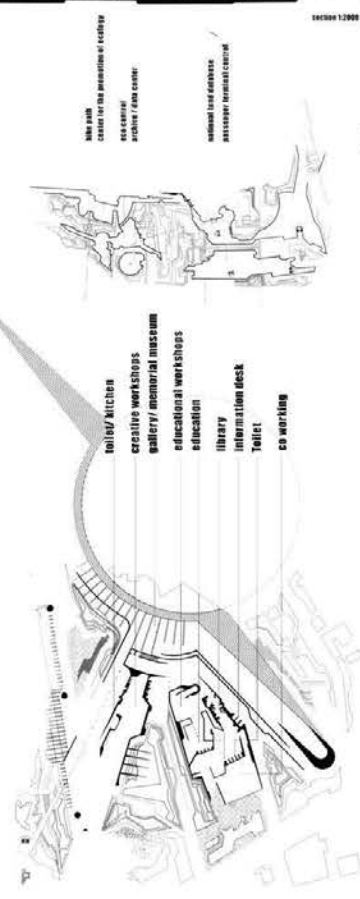 section 1:2000
bike path
center for the promotion of ecology
eco control
archive / data center
national land database
passenger terminal control
toilet/ kitchen
creative workshops
gallery/ memorial museum
educational workshops
education
library
information desk
Toilet
co working